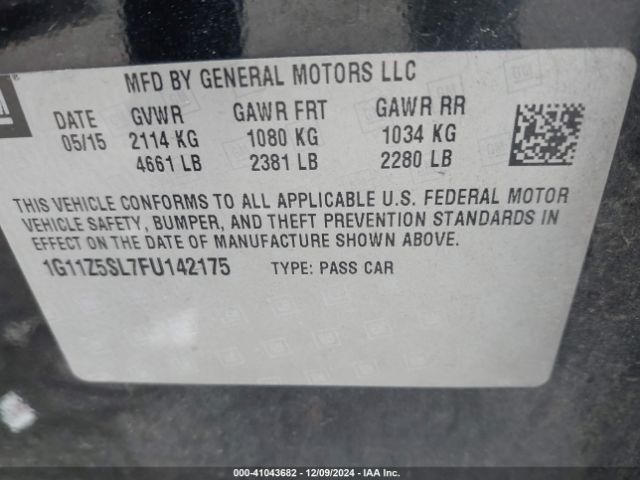 GM®
MFD BY GENERAL MOTORS LLC
DATE GVWR GAWR FRT GAWR RR
05/15 2114 KG 1080 KG 1034 KG
4661 LB 2381 LB 2280 LB
THIS VEHICLE CONFORMS TO ALL APPLICABLE U.S. FEDERAL MOTOR
VEHICLE SAFETY, BUMPER, AND THEFT PREVENTION STANDARDS IN
EFFECT ON THE DATE OF MANUFACTURE SHOWN ABOVE.
1G11Z5SL7FU142175 TYPE: PASS CAR
000-41043682 | 12/09/2024 | IAA Inc.